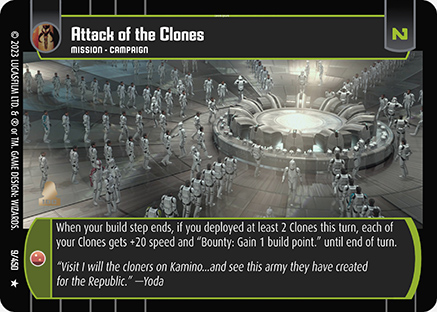 Attack of the Clones
MISSION • CAMPAIGN
N
© 2023 LUCASFILM LTD. & ® OR TM. GAME DESIGN: WIZARDS.
9/450
When your build step ends, if you deployed at least 2 Clones this turn, each of
your Clones gets +20 speed and “Bounty: Gain 1 build point.” until end of turn.
“Visit I will the cloners on Kamino...and see this army they have created
for the Republic.” —Yoda